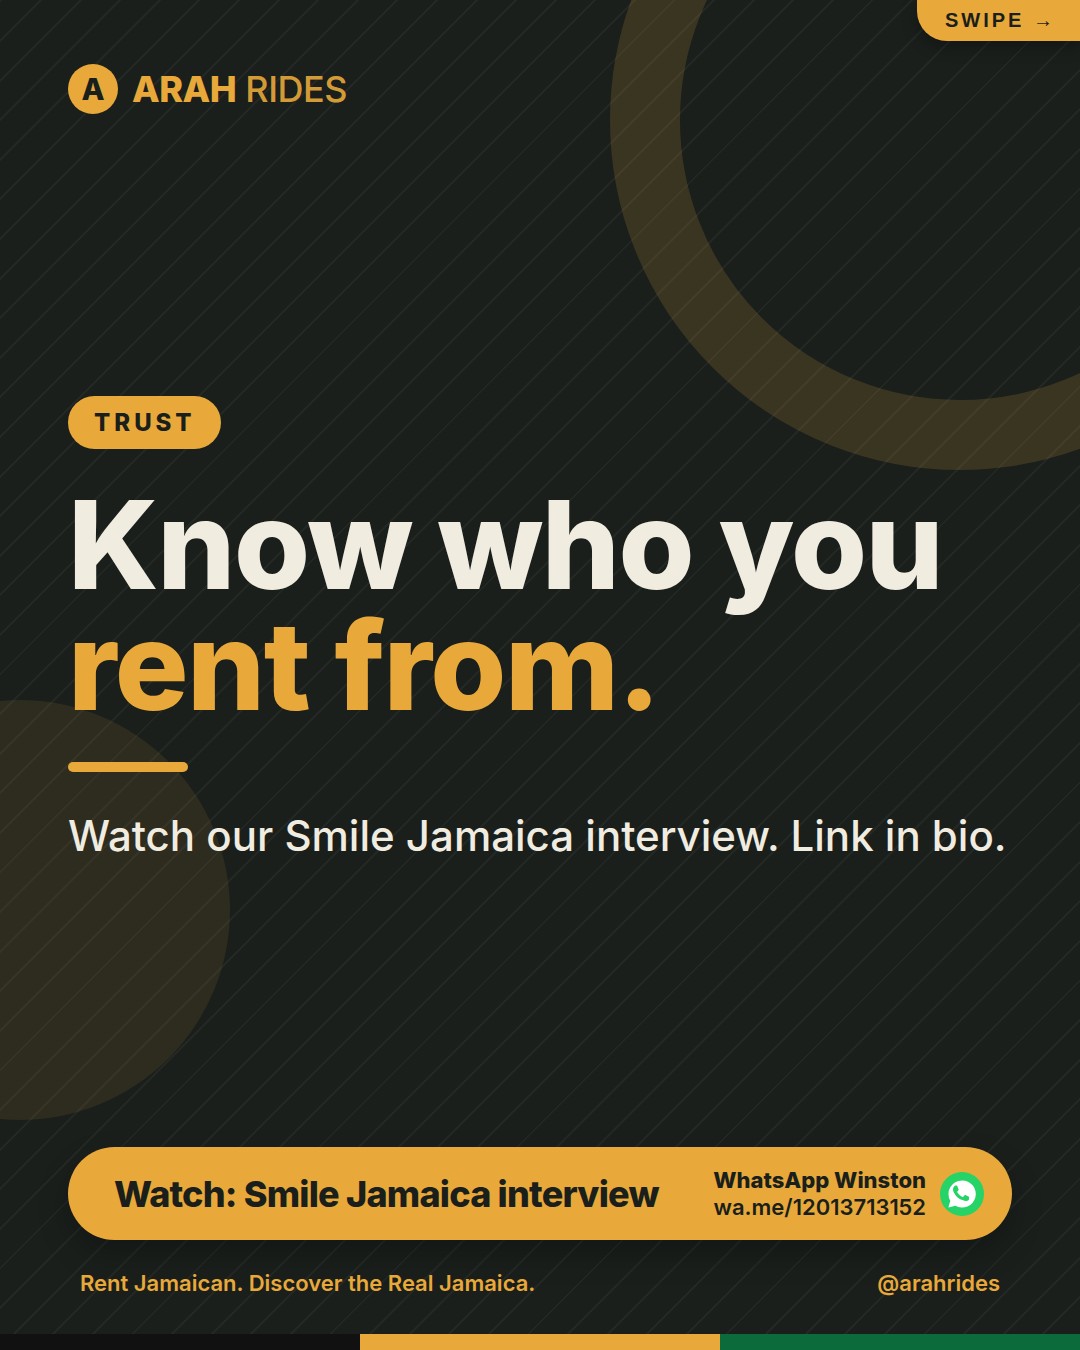 SWIPE →
A ARAH RIDES
TRUST
Know who you
rent from.
Watch our Smile Jamaica interview. Link in bio.
Watch: Smile Jamaica interview
WhatsApp Winston
wa.me/12013713152
Rent Jamaican. Discover the Real Jamaica.
@arahrides